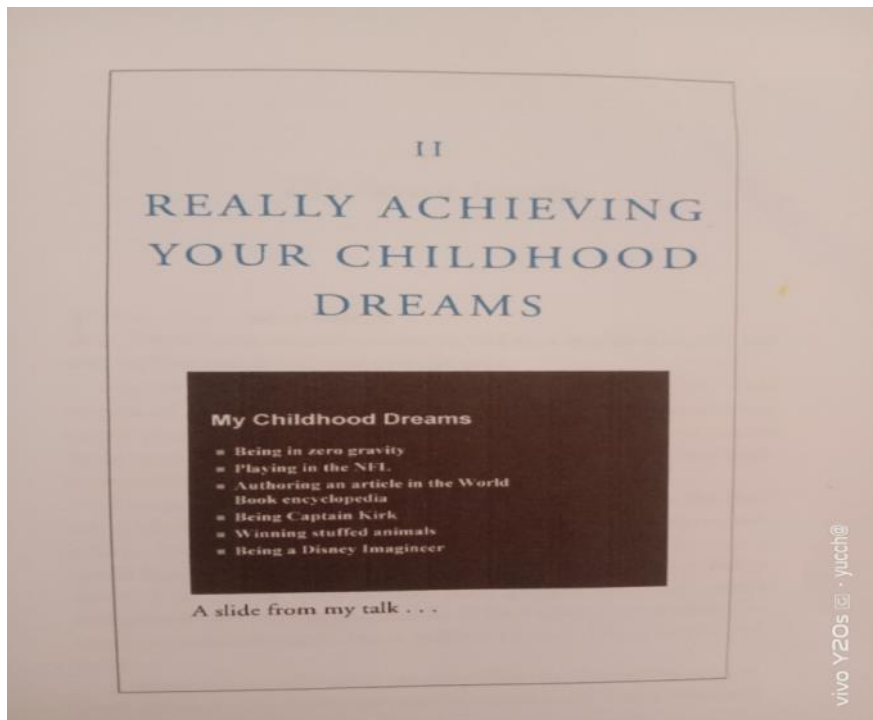 II
REALLY ACHIEVING
YOUR CHILDHOOD
DREAMS
My Childhood Dreams
▪ Being in zero gravity
▪ Playing in the NFL
▪ Authoring an article in the World
Book encyclopedia
▪ Being Captain Kirk
▪ Winning stuffed animals
▪ Being a Disney Imagineer
A slide from my talk . . .
vivo Y20s G · yucch@